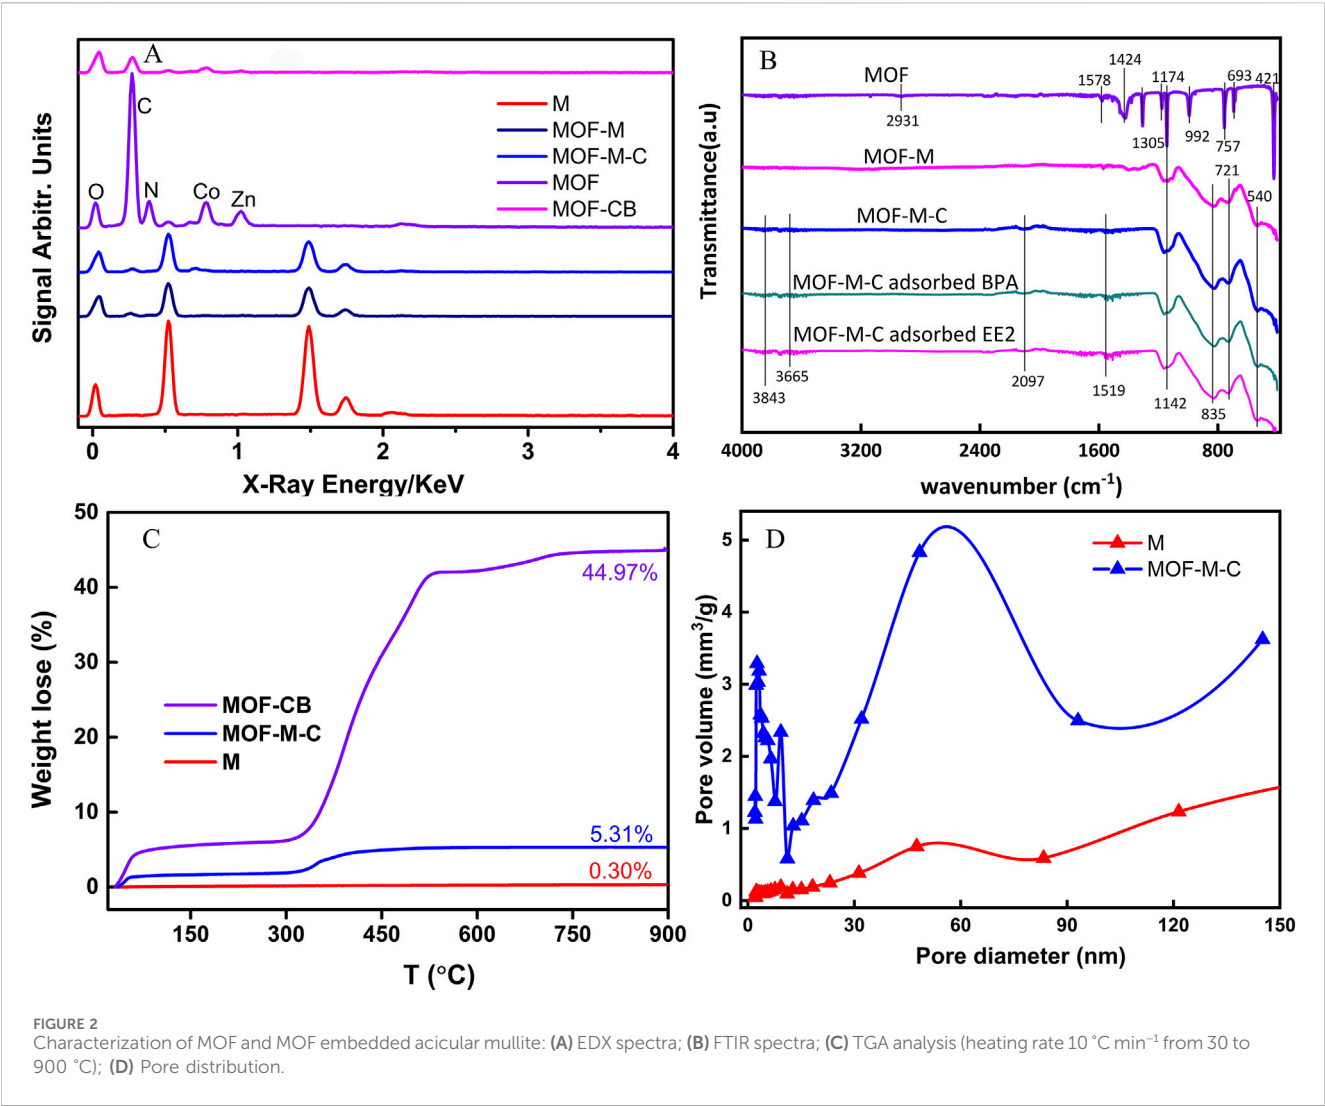 A
Signal Arbitr. Units
O
C
N
Co
Zn
M
MOF-M
MOF-M-C
MOF
MOF-CB
0 1 2 3 4
X-Ray Energy/KeV
B
Transmittance(a.u)
MOF
2931
1578
1424
1305
1174
992
757
693
421
MOF-M
721
540
MOF-M-C
MOF-M-C adsorbed BPA
MOF-M-C adsorbed EE2
3843
3665
2097
1519
1142
835
4000 3200 2400 1600 800
wavenumber (cm⁻¹)
C
Weight lose (%)
50
40
30
20
10
0
44.97%
MOF-CB
MOF-M-C
M
5.31%
0.30%
150 300 450 600 750 900
T (°C)
D
Pore volume (mm³/g)
5
4
3
2
1
0
M
MOF-M-C
0 30 60 90 120 150
Pore diameter (nm)
FIGURE 2
Characterization of MOF and MOF embedded acicular mullite: (A) EDX spectra; (B) FTIR spectra; (C) TGA analysis (heating rate 10 °C min⁻¹ from 30 to
900 °C); (D) Pore distribution.